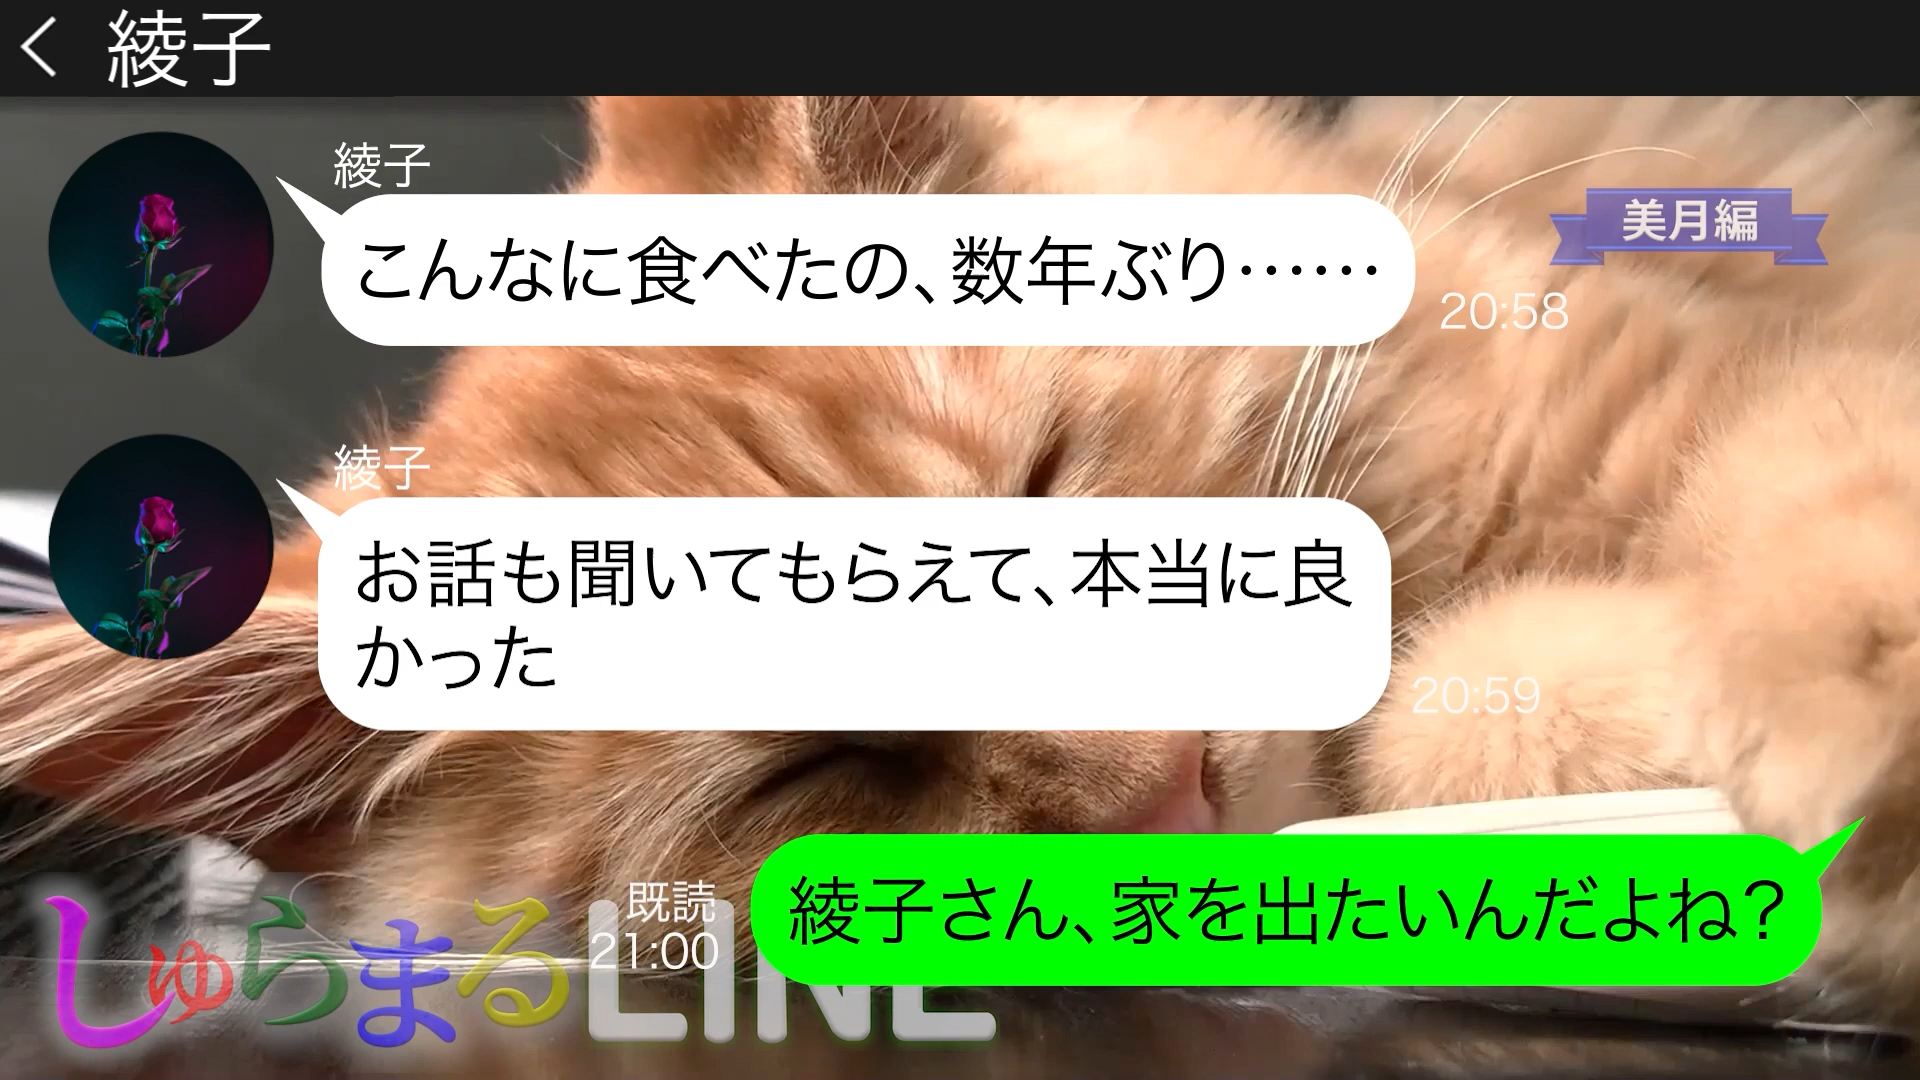 綾子
綾子
美月編
こんなに食べたの、数年ぶり……
20:58
綾子
お話も聞いてもらえて、本当に良
かった
20:59
綾子さん、家を出たいんだよね？
既読
21:00
しゅらまるLINE